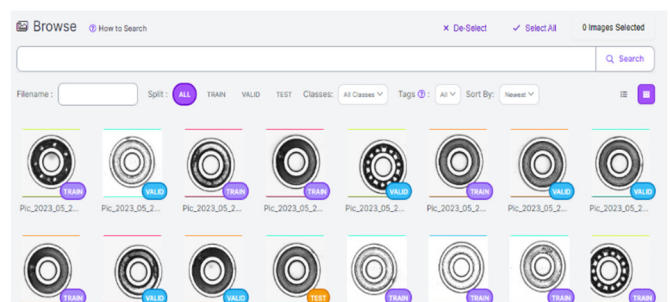 Browse How to Search × De-Select ✓ Select All 0 Images Selected
Search
Filename : Split : ALL TRAIN VALID TEST Classes: All Classes Tags ? : All Sort By: Newest
TRAIN VALID TRAIN TRAIN VALID TRAIN VALID VALID
Pic_2023_05_2... Pic_2023_05_2... Pic_2023_05_2... Pic_2023_05_2... Pic_2023_05_2... Pic_2023_05_2... Pic_2023_05_2... Pic_2023_05_2...
TRAIN VALID VALID TEST TRAIN TRAIN TRAIN TRAIN